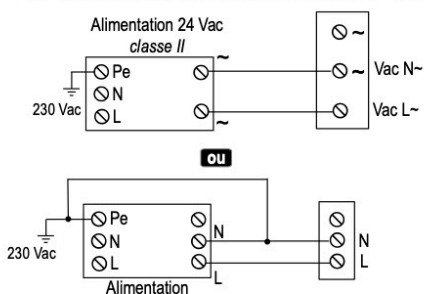 Alimentation 24 Vac
classe II
~
~
Pe
Vac N~
N
230 Vac
L
Vac L~
~
ou
Pe
N
N
N
230 Vac
L
L
L
Alimentation